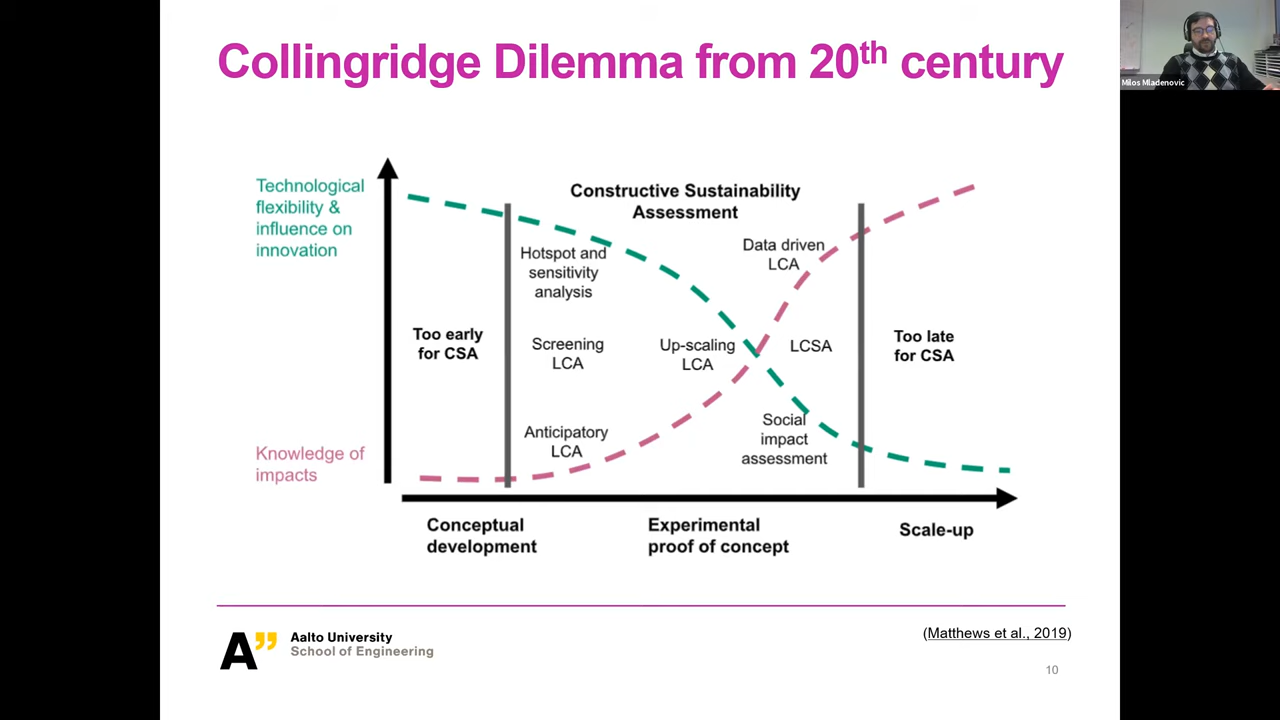 Collingridge Dilemma from 20th century
Milos Mladenovic
Technological
flexibility &
influence on
innovation
Constructive Sustainability
Assessment
Hotspot and
sensitivity
analysis
Data driven
LCA
Too early
for CSA
Screening
LCA
Up-scaling
LCA
LCSA
Too late
for CSA
Anticipatory
LCA
Social
impact
assessment
Knowledge of
impacts
Conceptual
development
Experimental
proof of concept
Scale-up
A”
Aalto University
School of Engineering
(Matthews et al., 2019)
10